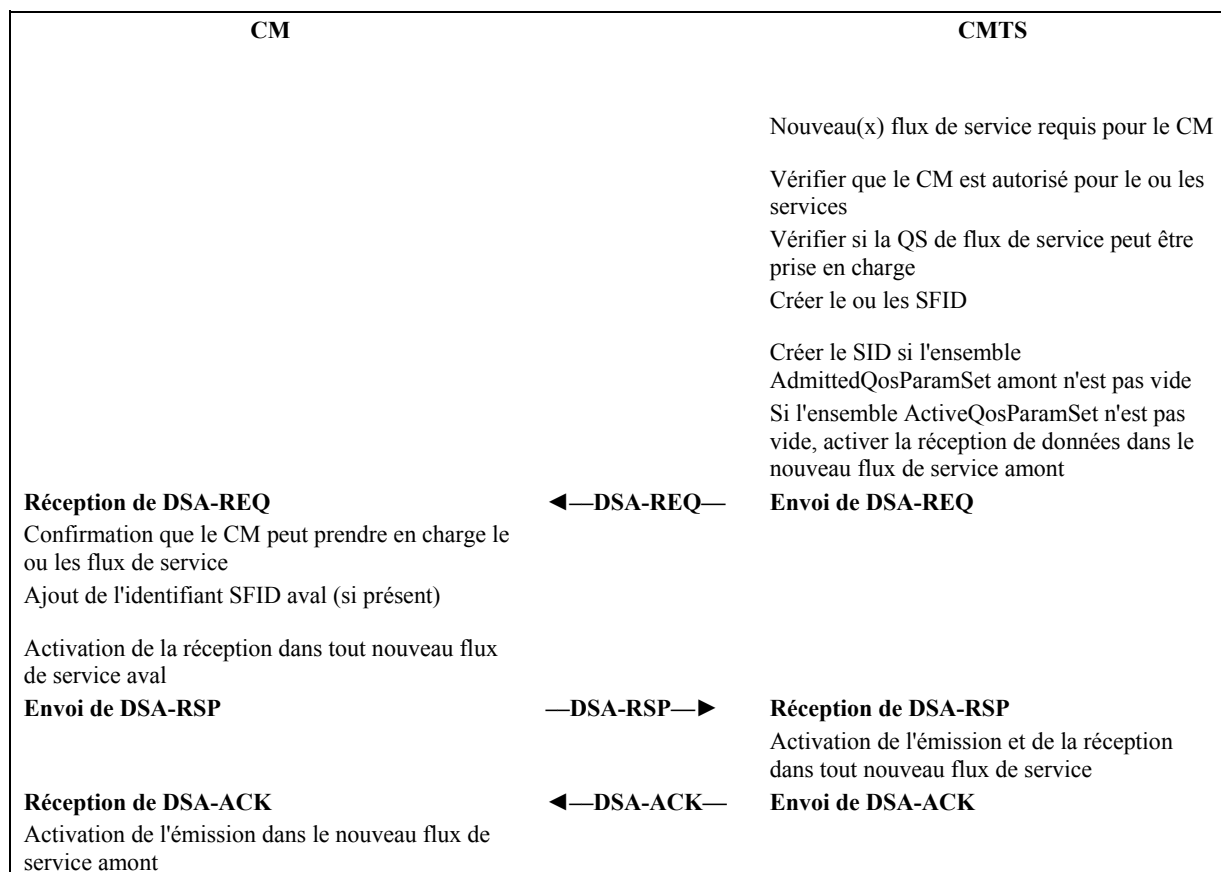 CM CMTS
Nouveau(x) flux de service requis pour le CM
Vérifier que le CM est autorisé pour le ou les
services
Vérifier si la QS de flux de service peut être
prise en charge
Créer le ou les SFID
Créer le SID si l'ensemble
AdmittedQosParamSet amont n'est pas vide
Si l'ensemble ActiveQosParamSet n'est pas
vide, activer la réception de données dans le
nouveau flux de service amont
Réception de DSA-REQ ◄—DSA-REQ— Envoi de DSA-REQ
Confirmation que le CM peut prendre en charge le
ou les flux de service
Ajout de l'identifiant SFID aval (si présent)
Activation de la réception dans tout nouveau flux
de service aval
Envoi de DSA-RSP —DSA-RSP—► Réception de DSA-RSP
Activation de l'émission et de la réception
dans tout nouveau flux de service
Réception de DSA-ACK ◄—DSA-ACK— Envoi de DSA-ACK
Activation de l'émission dans le nouveau flux de
service amont